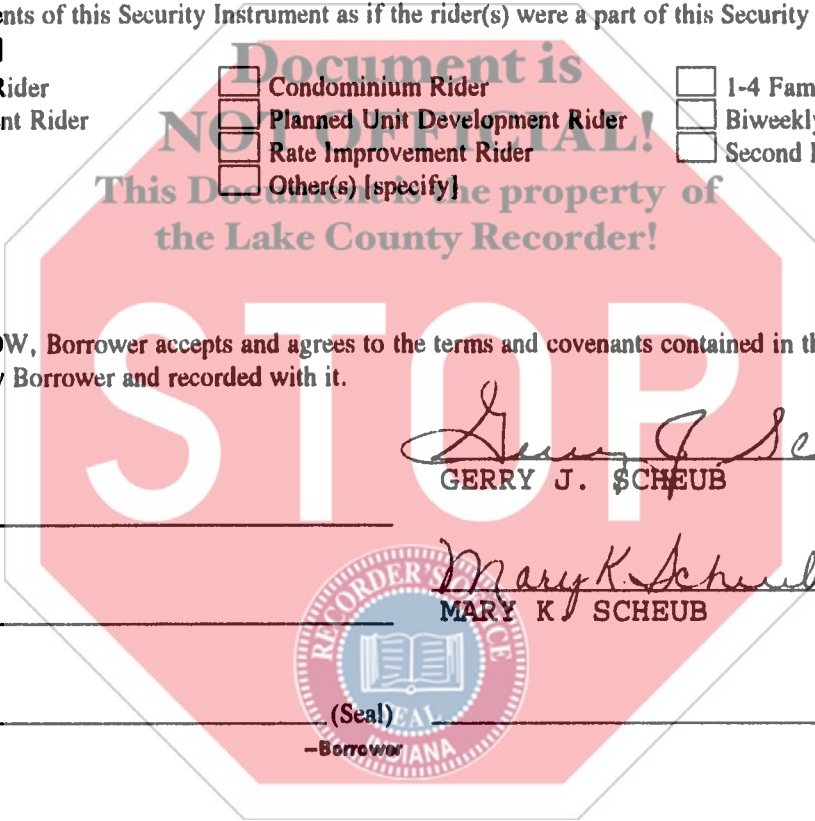 ents of this Security Instrument as if the rider(s) were a part of this Security
Document is
Rider
Condominium Rider
1-4 Fam
nt Rider
Planned Unit Development Rider
Biweekly
NOT OFFICIAL!
Rate Improvement Rider
Second
Other(s) [specify]
This Document is the property of
the Lake County Recorder!
STOP
OW, Borrower accepts and agrees to the terms and covenants contained in th
Borrower and recorded with it.
Gerry J. Sc
GERRY J. SCHEUB
Mary K. Scheub
MARY K. SCHEUB
RECORDER'S OFFICE
SEAL
INDIANA
(Seal)
–Borrower